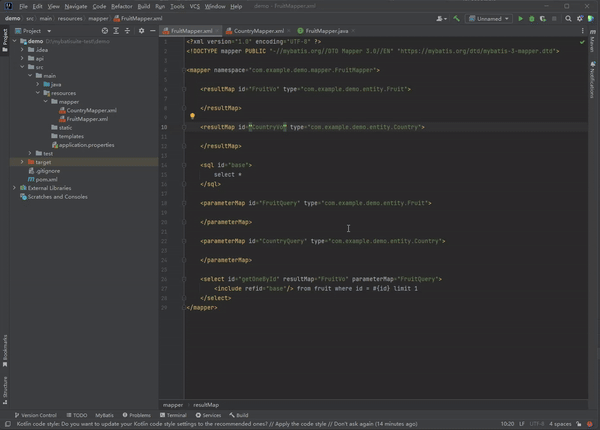 File Edit View Navigate Code Refactor Build Run Tools VCS Window Help demo - FruitMapper.xml
demo src main resources mapper FruitMapper.xml
Unnamed
Project
FruitMapper.xml CountryMapper.xml FruitMapper.java
demo
.idea
api
src
main
java
resources
mapper
CountryMapper.xml
FruitMapper.xml
static
templates
application.properties
test
target
.gitignore
pom.xml
External Libraries
Scratches and Consoles
<?xml version="1.0" encoding="UTF-8" ?>
<!DOCTYPE mapper PUBLIC "-//mybatis.org//DTD Mapper 3.0//EN" "https://mybatis.org/dtd/mybatis-3-mapper.dtd">
<mapper namespace="com.example.demo.mapper.FruitMapper">
<resultMap id="FruitVo" type="com.example.demo.entity.Fruit">
</resultMap>
10 <resultMap id="CountryVo" type="com.example.demo.entity.Country">
</resultMap>
<sql id="base">
select *
</sql>
<parameterMap id="FruitQuery" type="com.example.demo.entity.Fruit">
</parameterMap>
<parameterMap id="CountryQuery" type="com.example.demo.entity.Country">
</parameterMap>
<select id="getOneById" resultMap="FruitVo" parameterMap="FruitQuery">
<include refid="base"/> from fruit where id = #{id} limit 1
</select>
</mapper>
mapper resultMap
Project
Bookmarks
Structure
Maven
Notifications
Version Control TODO MyBatis Problems Terminal Services Build
Kotlin code style: Do you want to update your Kotlin code style settings to the recommended ones? // Apply the code style // Don't ask again (14 minutes ago)
10:20 LF UTF-8 4 spaces